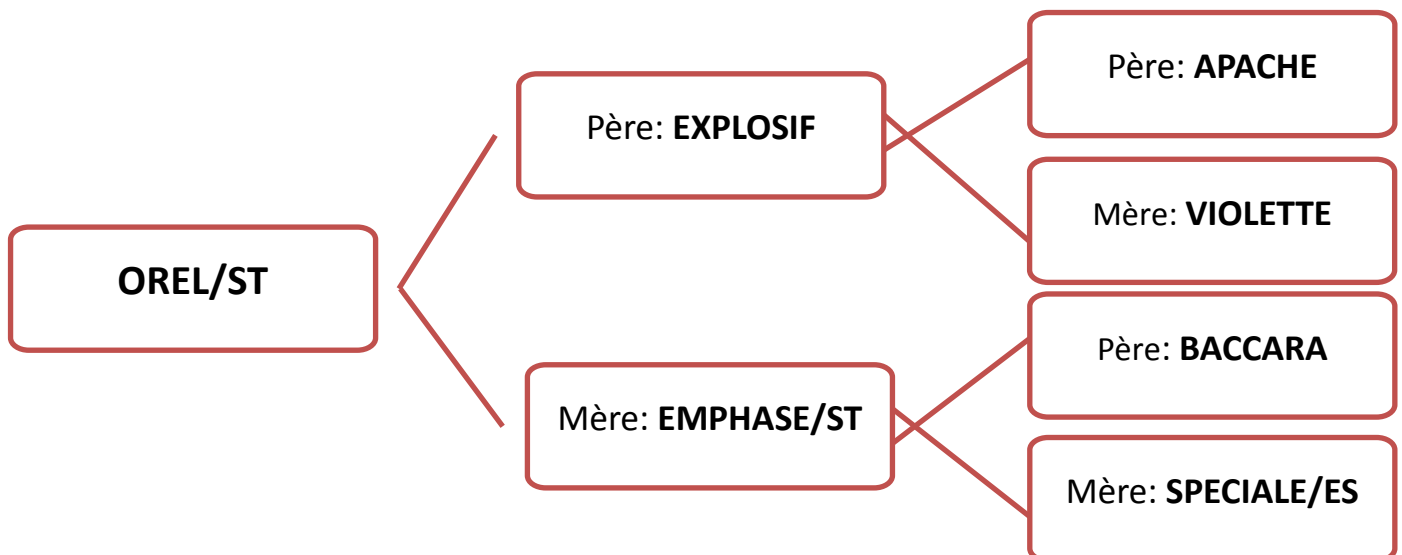 OREL/ST
Père: EXPLOSIF
Mère: EMPHASE/ST
Père: APACHE
Mère: VIOLETTE
Père: BACCARA
Mère: SPECIALE/ES